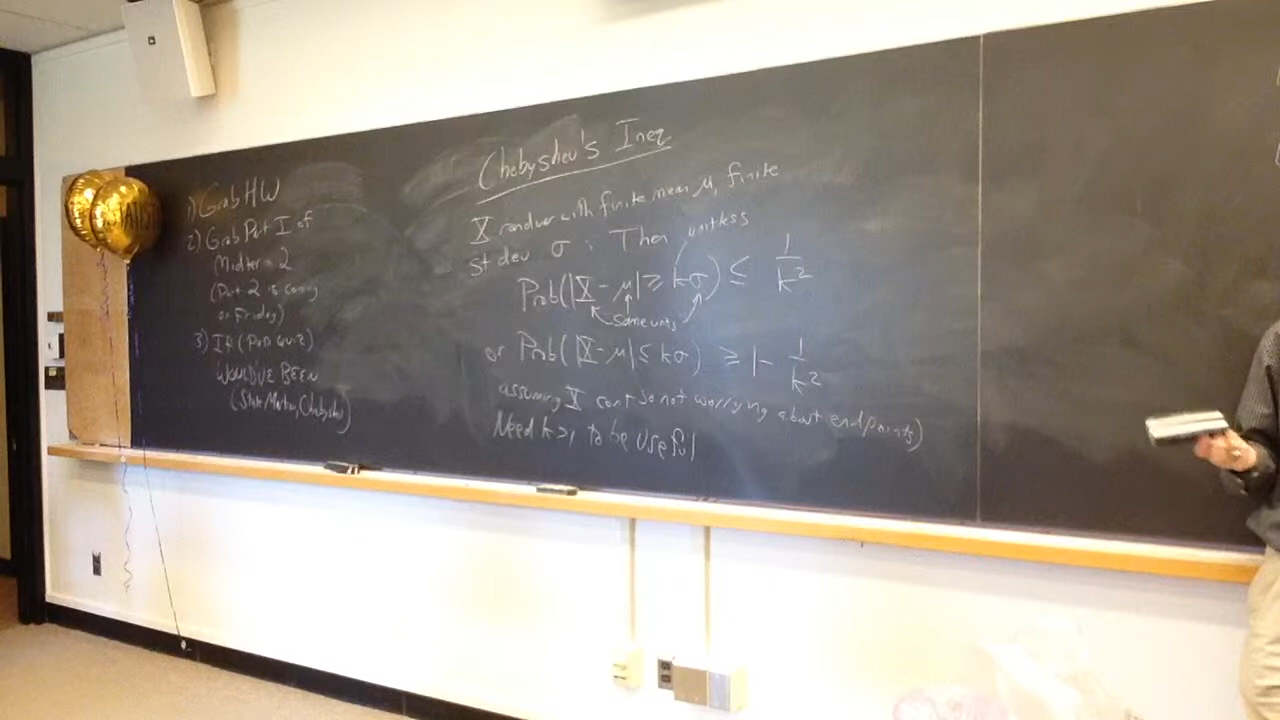 1) Grab HW
2) Grab Part I of
Midterm 2
(Part 2 is coming
on Friday)
3) If (Pop Quiz)
WOULD'VE BEEN
(State Markov, Chebyshev)
Chebyshev's Ineq
X rand var with finite mean μ, finite
st dev σ; Then unitless
Prob(|X - μ| ≥ kσ) ≤ 1/k²
same units
or Prob(|X - μ| ≤ kσ) ≥ 1 - 1/k²
assuming X cont so not worrying about endpoints)
Need k>1 to be useful